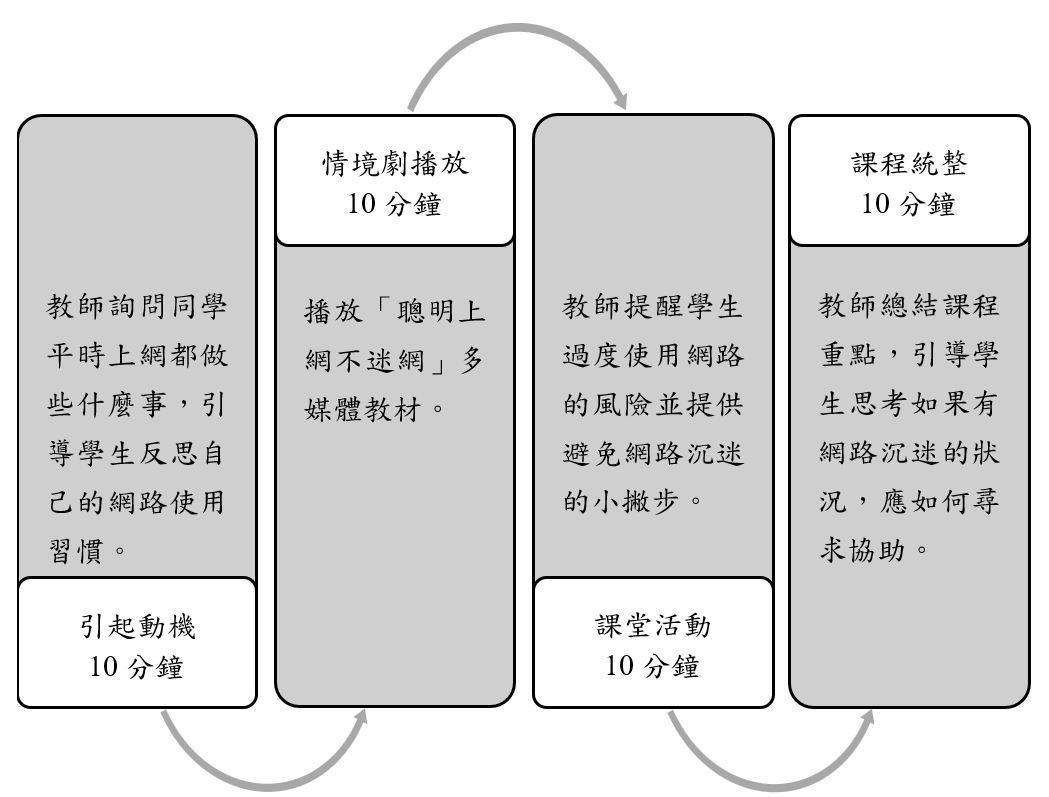 教師詢問同學
平時上網都做
些什麼事，引
導學生反思自
己的網路使用
習慣。
引起動機
10 分鐘
情境劇播放
10 分鐘
播放「聰明上
網不迷網」多
媒體教材。
教師提醒學生
過度使用網路
的風險並提供
避免網路沉迷
的小撇步。
課堂活動
10 分鐘
課程統整
10 分鐘
教師總結課程
重點，引導學
生思考如果有
網路沉迷的狀
況，應如何尋
求協助。